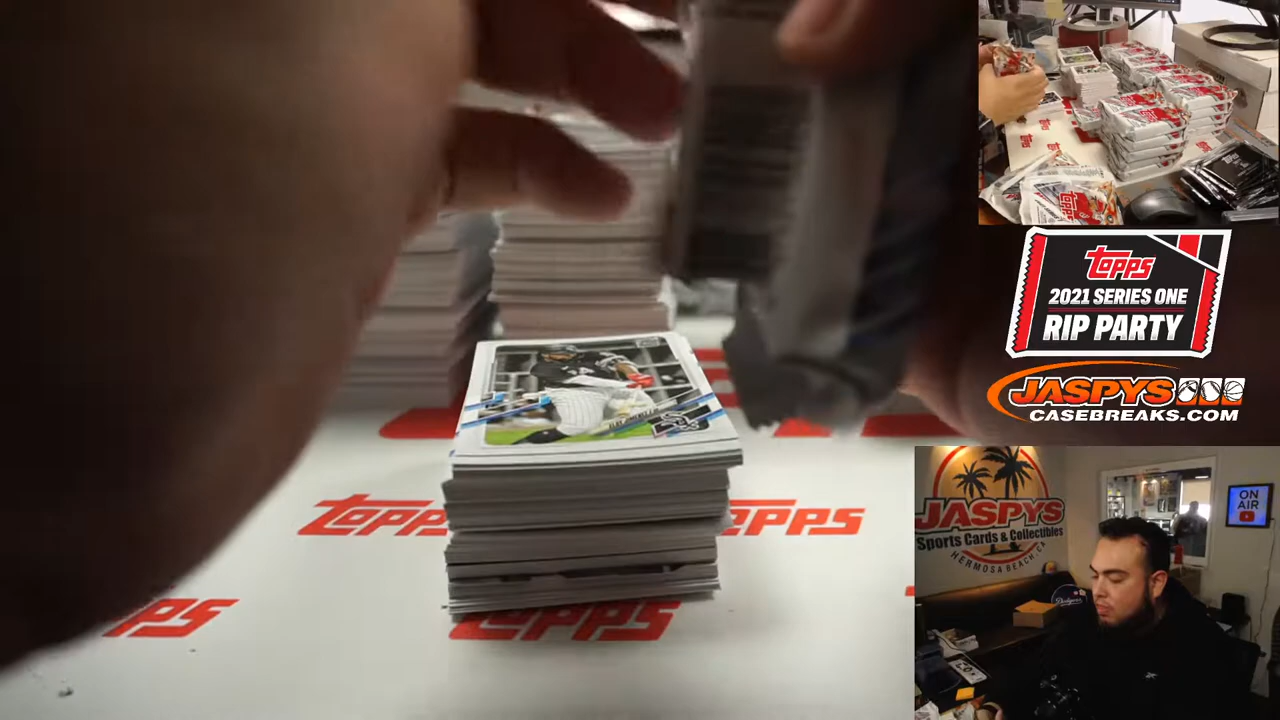 Topps
2021 SERIES ONE
RIP PARTY
JASPYS
CASEBREAKS.COM
JASPYS
Sports Cards & Collectibles
HERMOSA BEACH, CA
ON
AIR
Dodgers
Topps
Topps
Topps
Topps